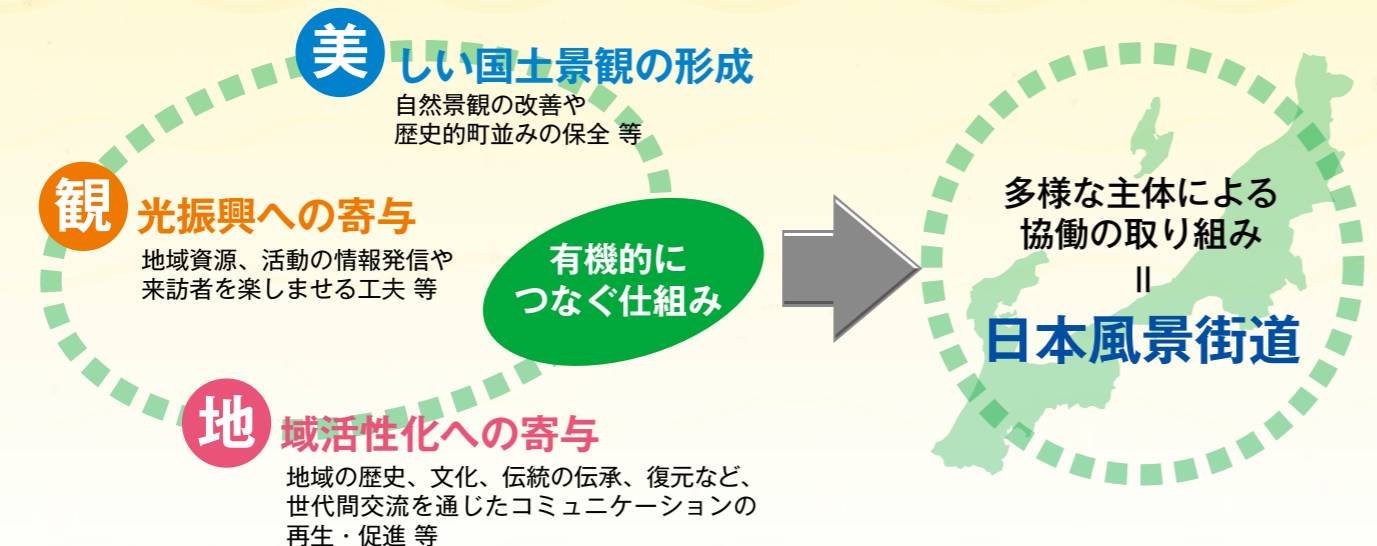 美しい国土景観の形成
自然景観の改善や
歴史的町並みの保全 等
観光振興への寄与
地域資源、活動の情報発信や
来訪者を楽しませる工夫 等
有機的に
つなぐ仕組み
地域活性化への寄与
地域の歴史、文化、伝統の伝承、復元など、
世代間交流を通じたコミュニケーションの
再生・促進 等
多様な主体による
協働の取り組み
＝
日本風景街道